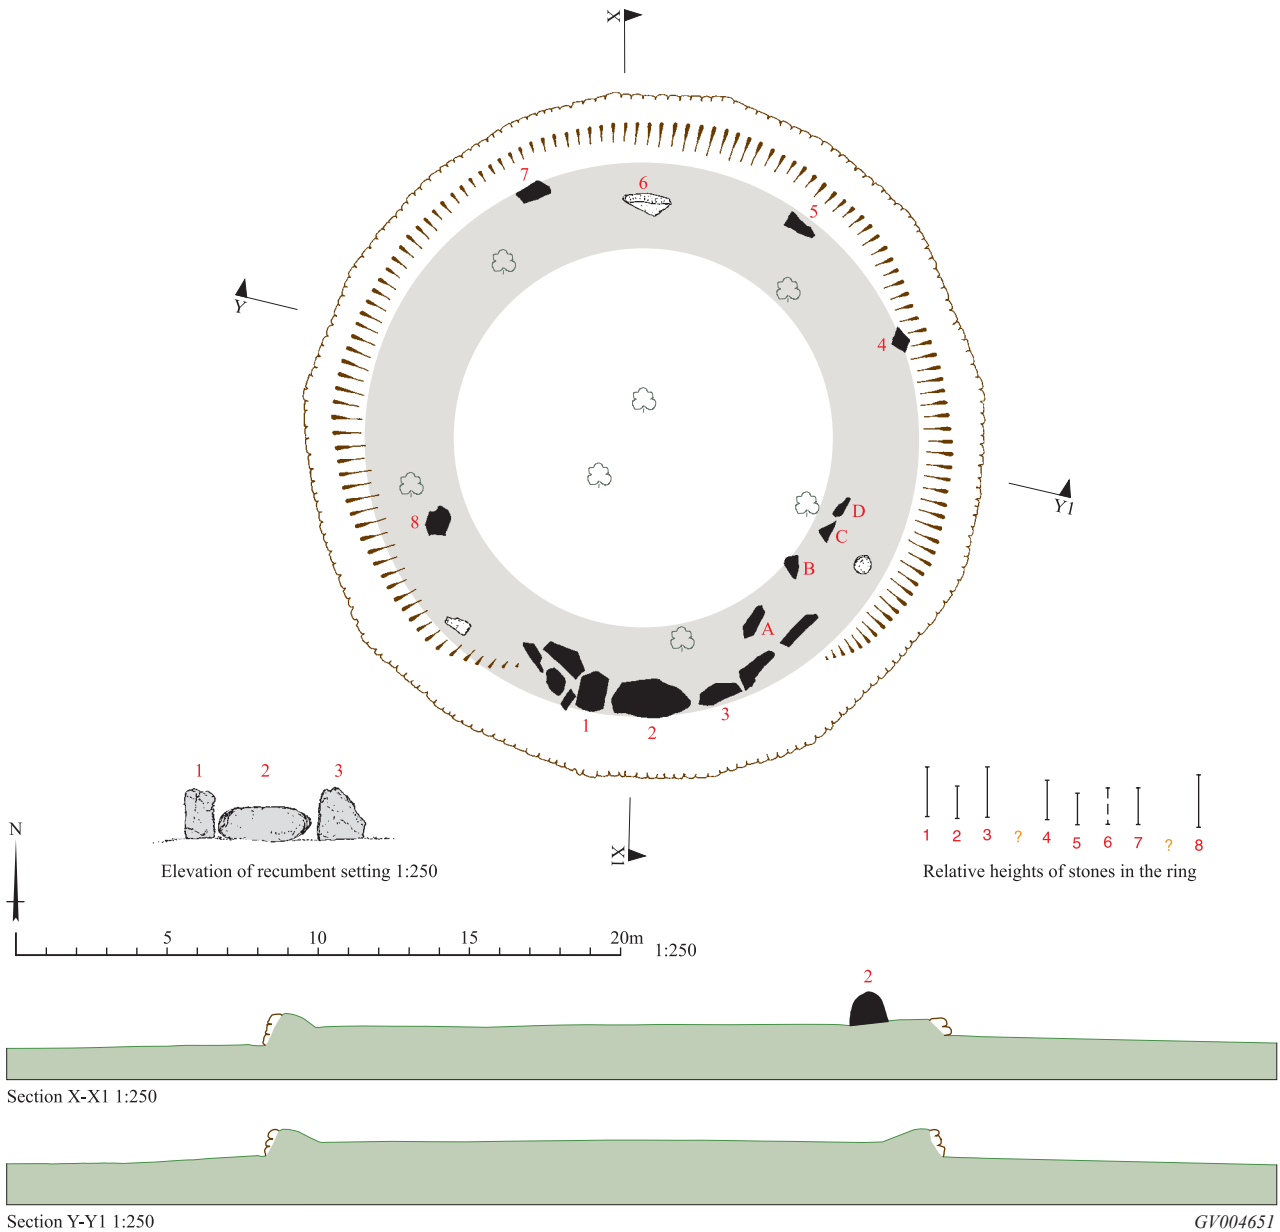 X
7
6
5
Y
4
8
D
C
B
A
Y1
1
2
3
X1
1 2 3
Elevation of recumbent setting 1:250
1 2 3 ? 4 5 6 7 ? 8
Relative heights of stones in the ring
N
5 10 15 20m 1:250
2
Section X-X1 1:250
Section Y-Y1 1:250
GV004651